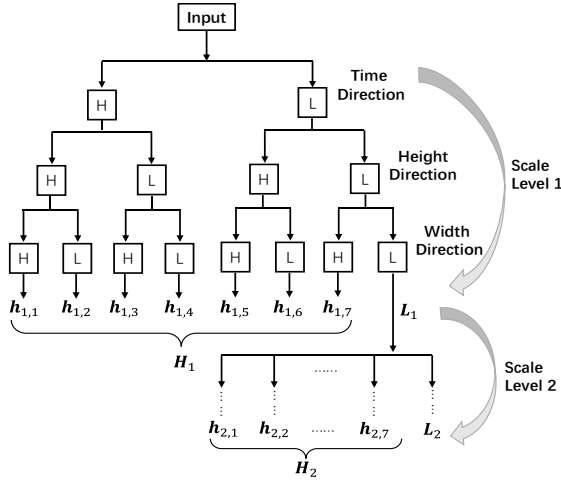 Input
Time
Direction
H
L
Height
Direction
H
L
H
L
Scale
Level 1
Width
Direction
H
L
H
L
H
L
H
L
h1,1
h1,2
h1,3
h1,4
h1,5
h1,6
h1,7
L1
H1
......
Scale
Level 2
h2,1
h2,2
......
h2,7
L2
H2